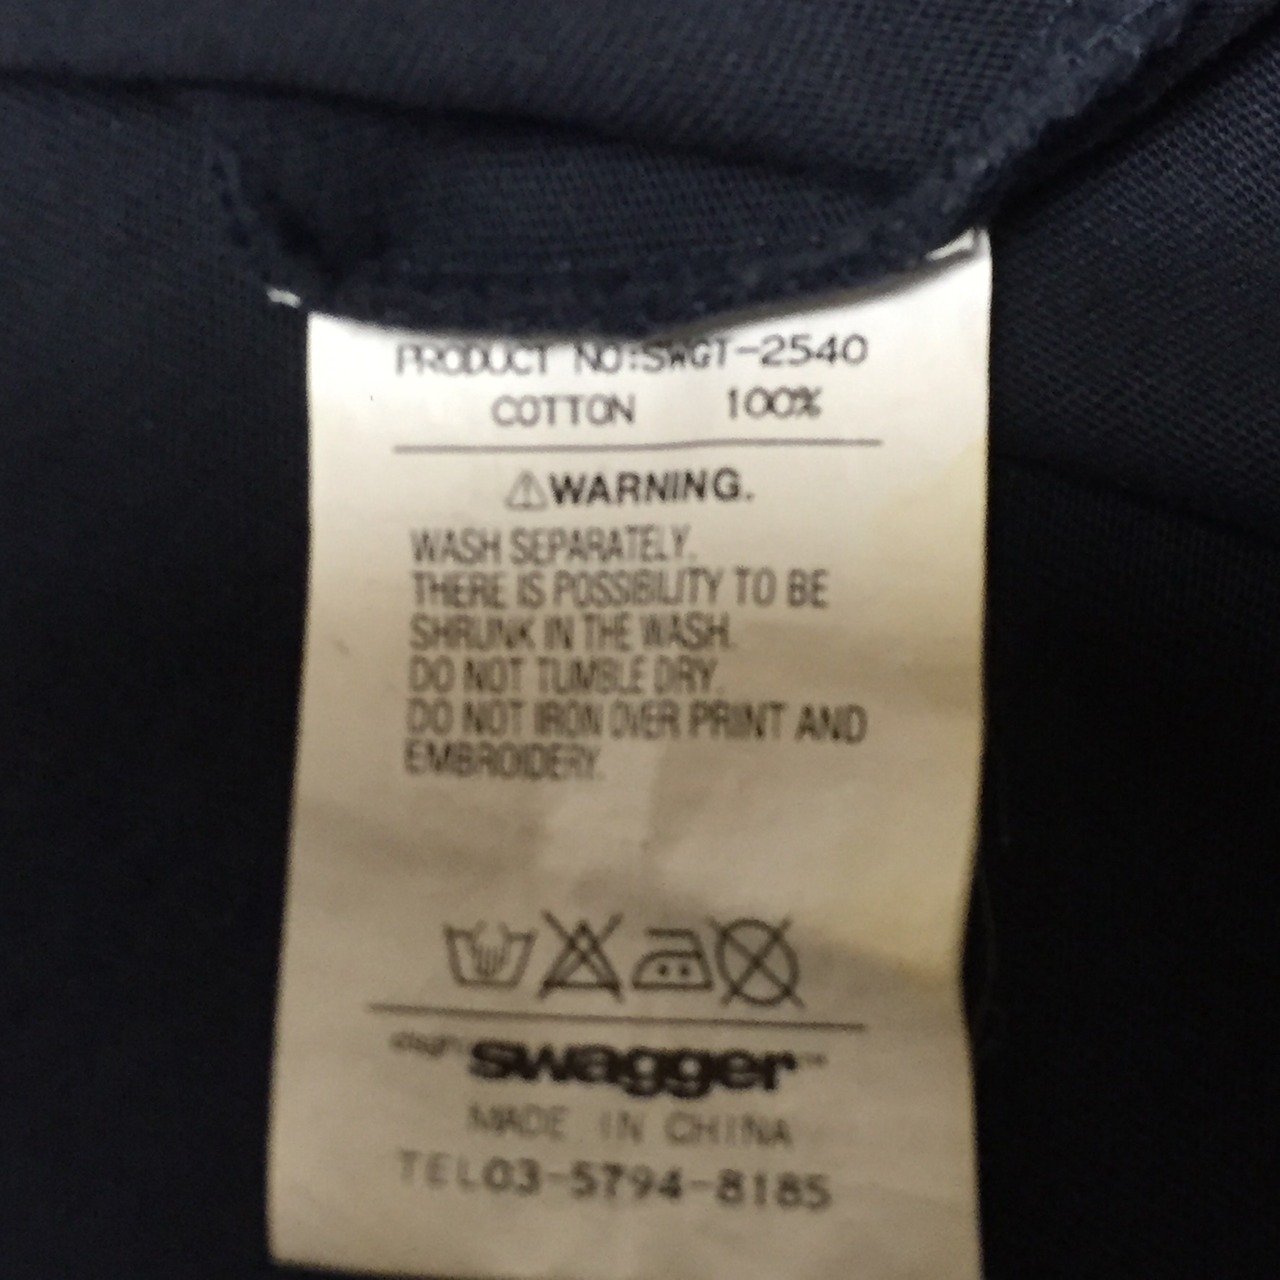 PRODUCT NO:SWGT-2540
COTTON 100%
⚠WARNING.
WASH SEPARATELY.
THERE IS POSSIBILITY TO BE
SHRUNK IN THE WASH.
DO NOT TUMBLE DRY.
DO NOT IRON OVER PRINT AND
EMBROIDERY.
swagger™
MADE IN CHINA
TEL03-5794-8185